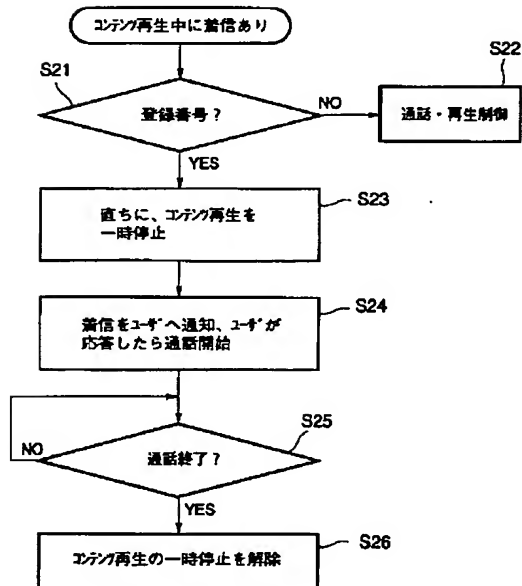 コンテンツ再生中に着信あり
S21
S22
登録番号?
NO
通話・再生制御
YES
S23
直ちに、コンテンツ再生を
一時停止
S24
着信をユーザへ通知、ユーザが
応答したら通話開始
S25
NO
通話終了?
YES
S26
コンテンツ再生の一時停止を解除